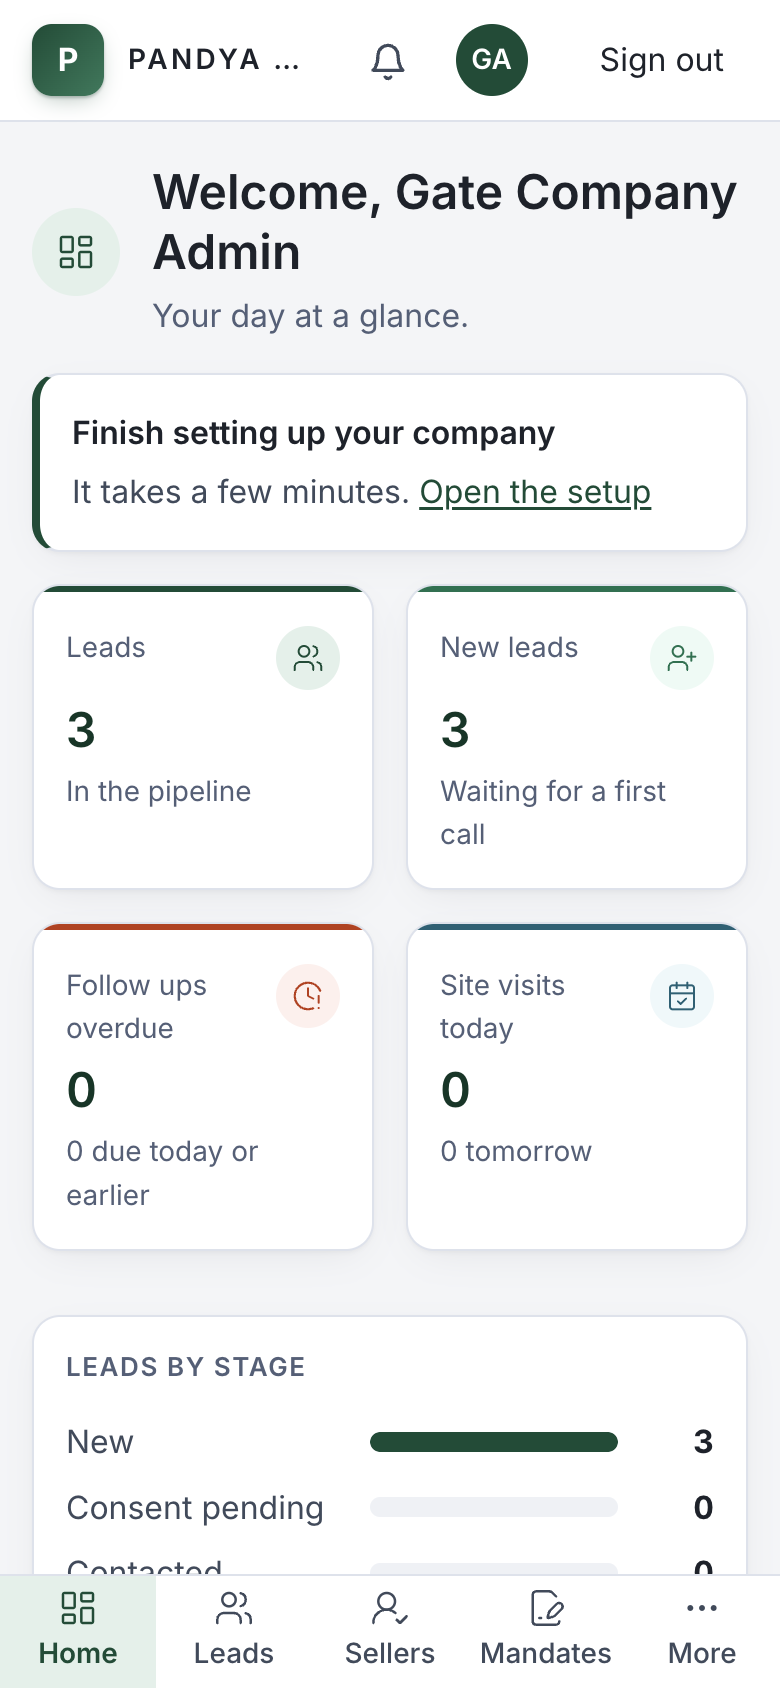 P PANDYA ... GA Sign out
Welcome, Gate Company
Admin
Your day at a glance.
Finish setting up your company
It takes a few minutes. Open the setup
Leads
3
In the pipeline
New leads
3
Waiting for a first
call
Follow ups
overdue
0
0 due today or
earlier
Site visits
today
0
0 tomorrow
LEADS BY STAGE
New 3
Consent pending 0
Contacted 0
Home Leads Sellers Mandates More